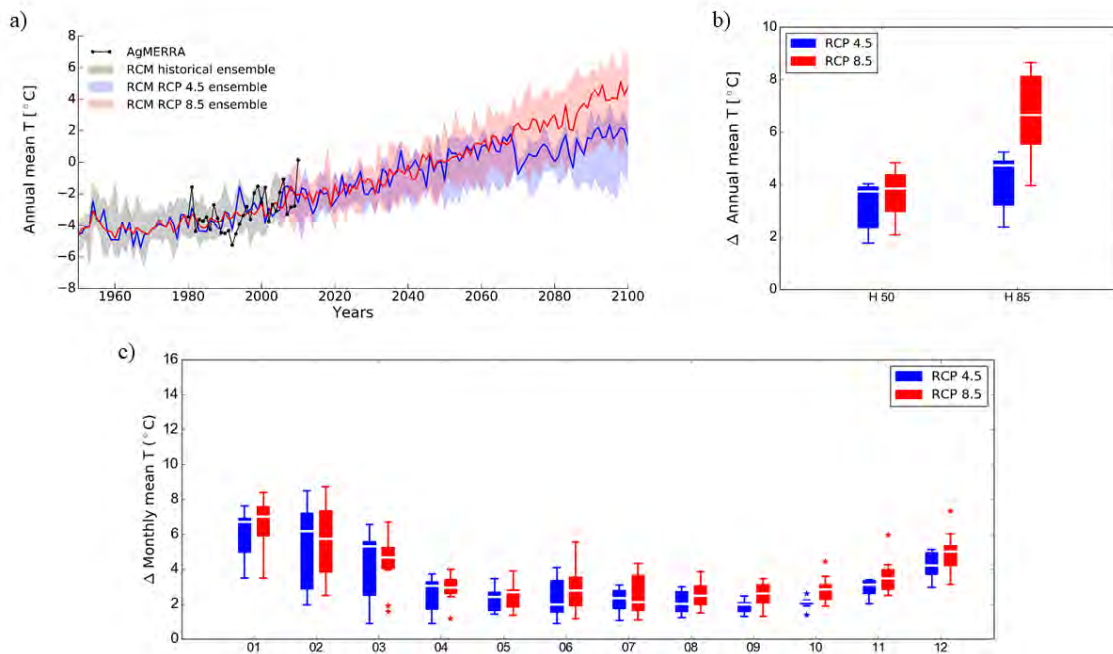 a)
Annual mean T [°C]
8
6
4
2
0
−2
−4
−6
−8
AgMERRA
RCM historical ensemble
RCM RCP 4.5 ensemble
RCM RCP 8.5 ensemble
1960 1980 2000 2020 2040 2060 2080 2100
Years
b)
Δ Annual mean T [°C]
10
8
6
4
2
0
RCP 4.5
RCP 8.5
H 50 H 85
c)
Δ Monthly mean T (°C)
16
14
12
10
8
6
4
2
0
RCP 4.5
RCP 8.5
01 02 03 04 05 06 07 08 09 10 11 12